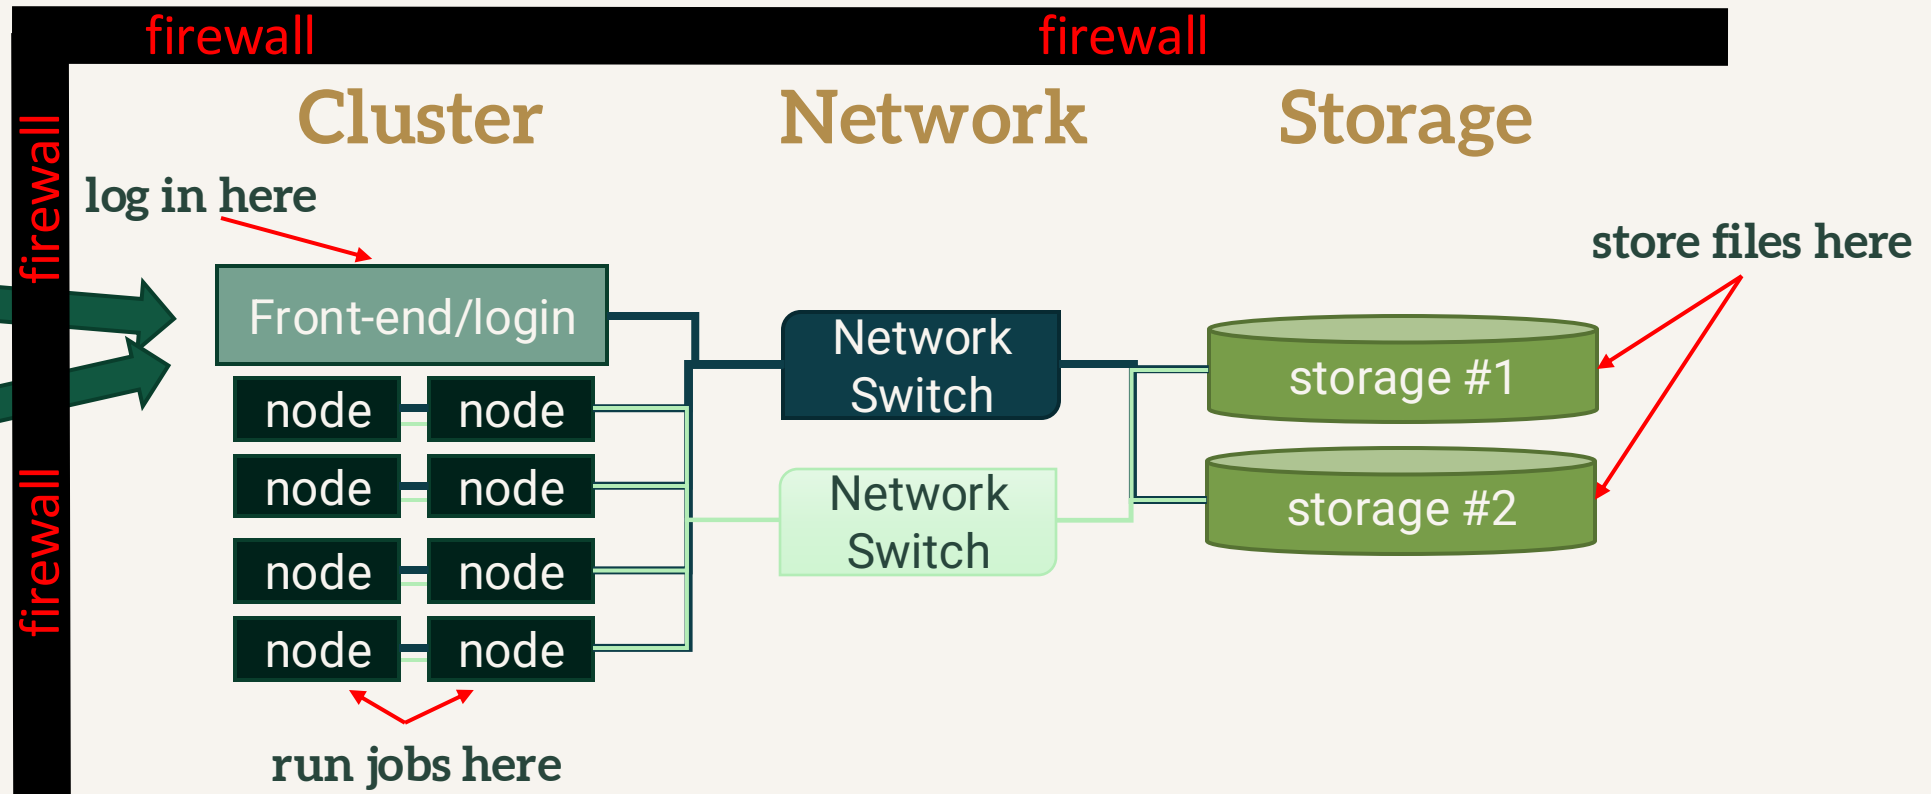 firewall
firewall
firewall
firewall
Cluster
Network
Storage
log in here
store files here
Front-end/login
Network
Switch
storage #1
node
node
node
node
Network
Switch
storage #2
node
node
node
node
run jobs here